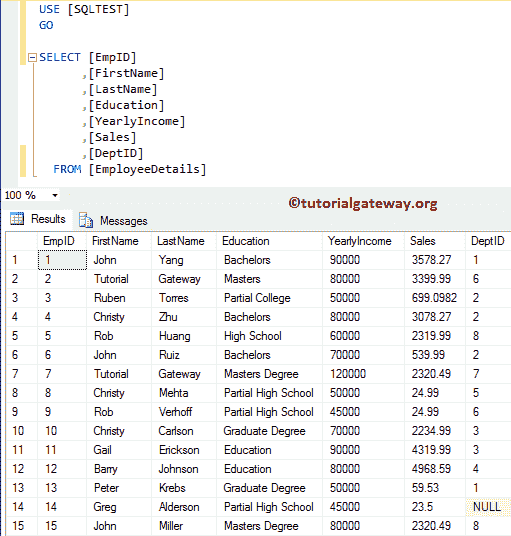 USE [SQLTEST]
GO
SELECT [EmpID]
,[FirstName]
,[LastName]
,[Education]
,[YearlyIncome]
,[Sales]
,[DeptID]
FROM [EmployeeDetails]
100 %
©tutorialgateway.org
Results Messages
EmpID FirstName LastName Education YearlyIncome Sales DeptID
1 1 John Yang Bachelors 90000 3578.27 1
2 2 Tutorial Gateway Masters 80000 3399.99 6
3 3 Ruben Torres Partial College 50000 699.0982 2
4 4 Christy Zhu Bachelors 80000 3078.27 2
5 5 Rob Huang High School 60000 2319.99 8
6 6 John Ruiz Bachelors 70000 539.99 2
7 7 Tutorial Gateway Masters Degree 120000 2320.49 7
8 8 Christy Mehta Partial High School 50000 24.99 5
9 9 Rob Verhoff Partial High School 45000 24.99 6
10 10 Christy Carlson Graduate Degree 70000 2234.99 3
11 11 Gail Erickson Education 90000 4319.99 3
12 12 Barry Johnson Education 80000 4968.59 4
13 13 Peter Krebs Graduate Degree 50000 59.53 1
14 14 Greg Alderson Partial High School 45000 23.5 NULL
15 15 John Miller Masters Degree 80000 2320.49 8